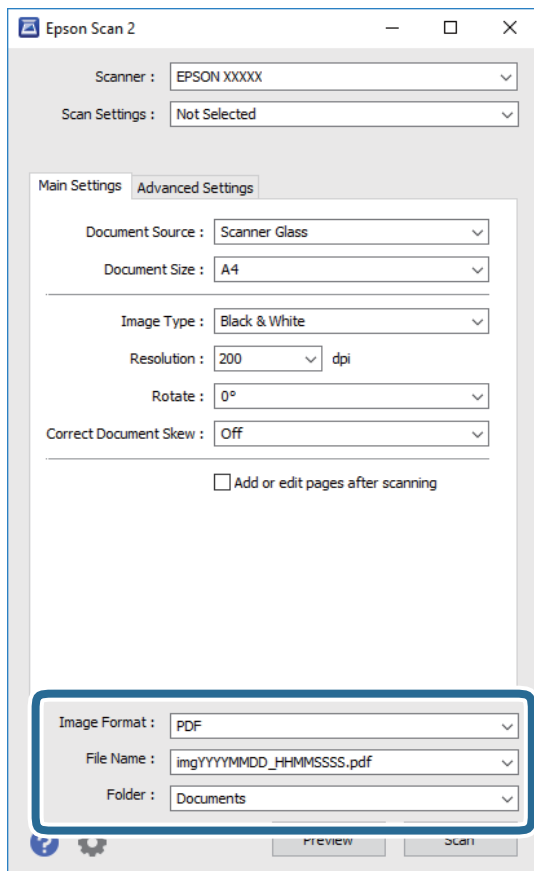 Epson Scan 2
Scanner : EPSON XXXXX
Scan Settings : Not Selected
Main Settings Advanced Settings
Document Source : Scanner Glass
Document Size : A4
Image Type : Black & White
Resolution : 200 dpi
Rotate : 0°
Correct Document Skew : Off
Add or edit pages after scanning
Image Format : PDF
File Name : imgYYYYMMDD_HHMMSSSS.pdf
Folder : Documents
? Preview Scan